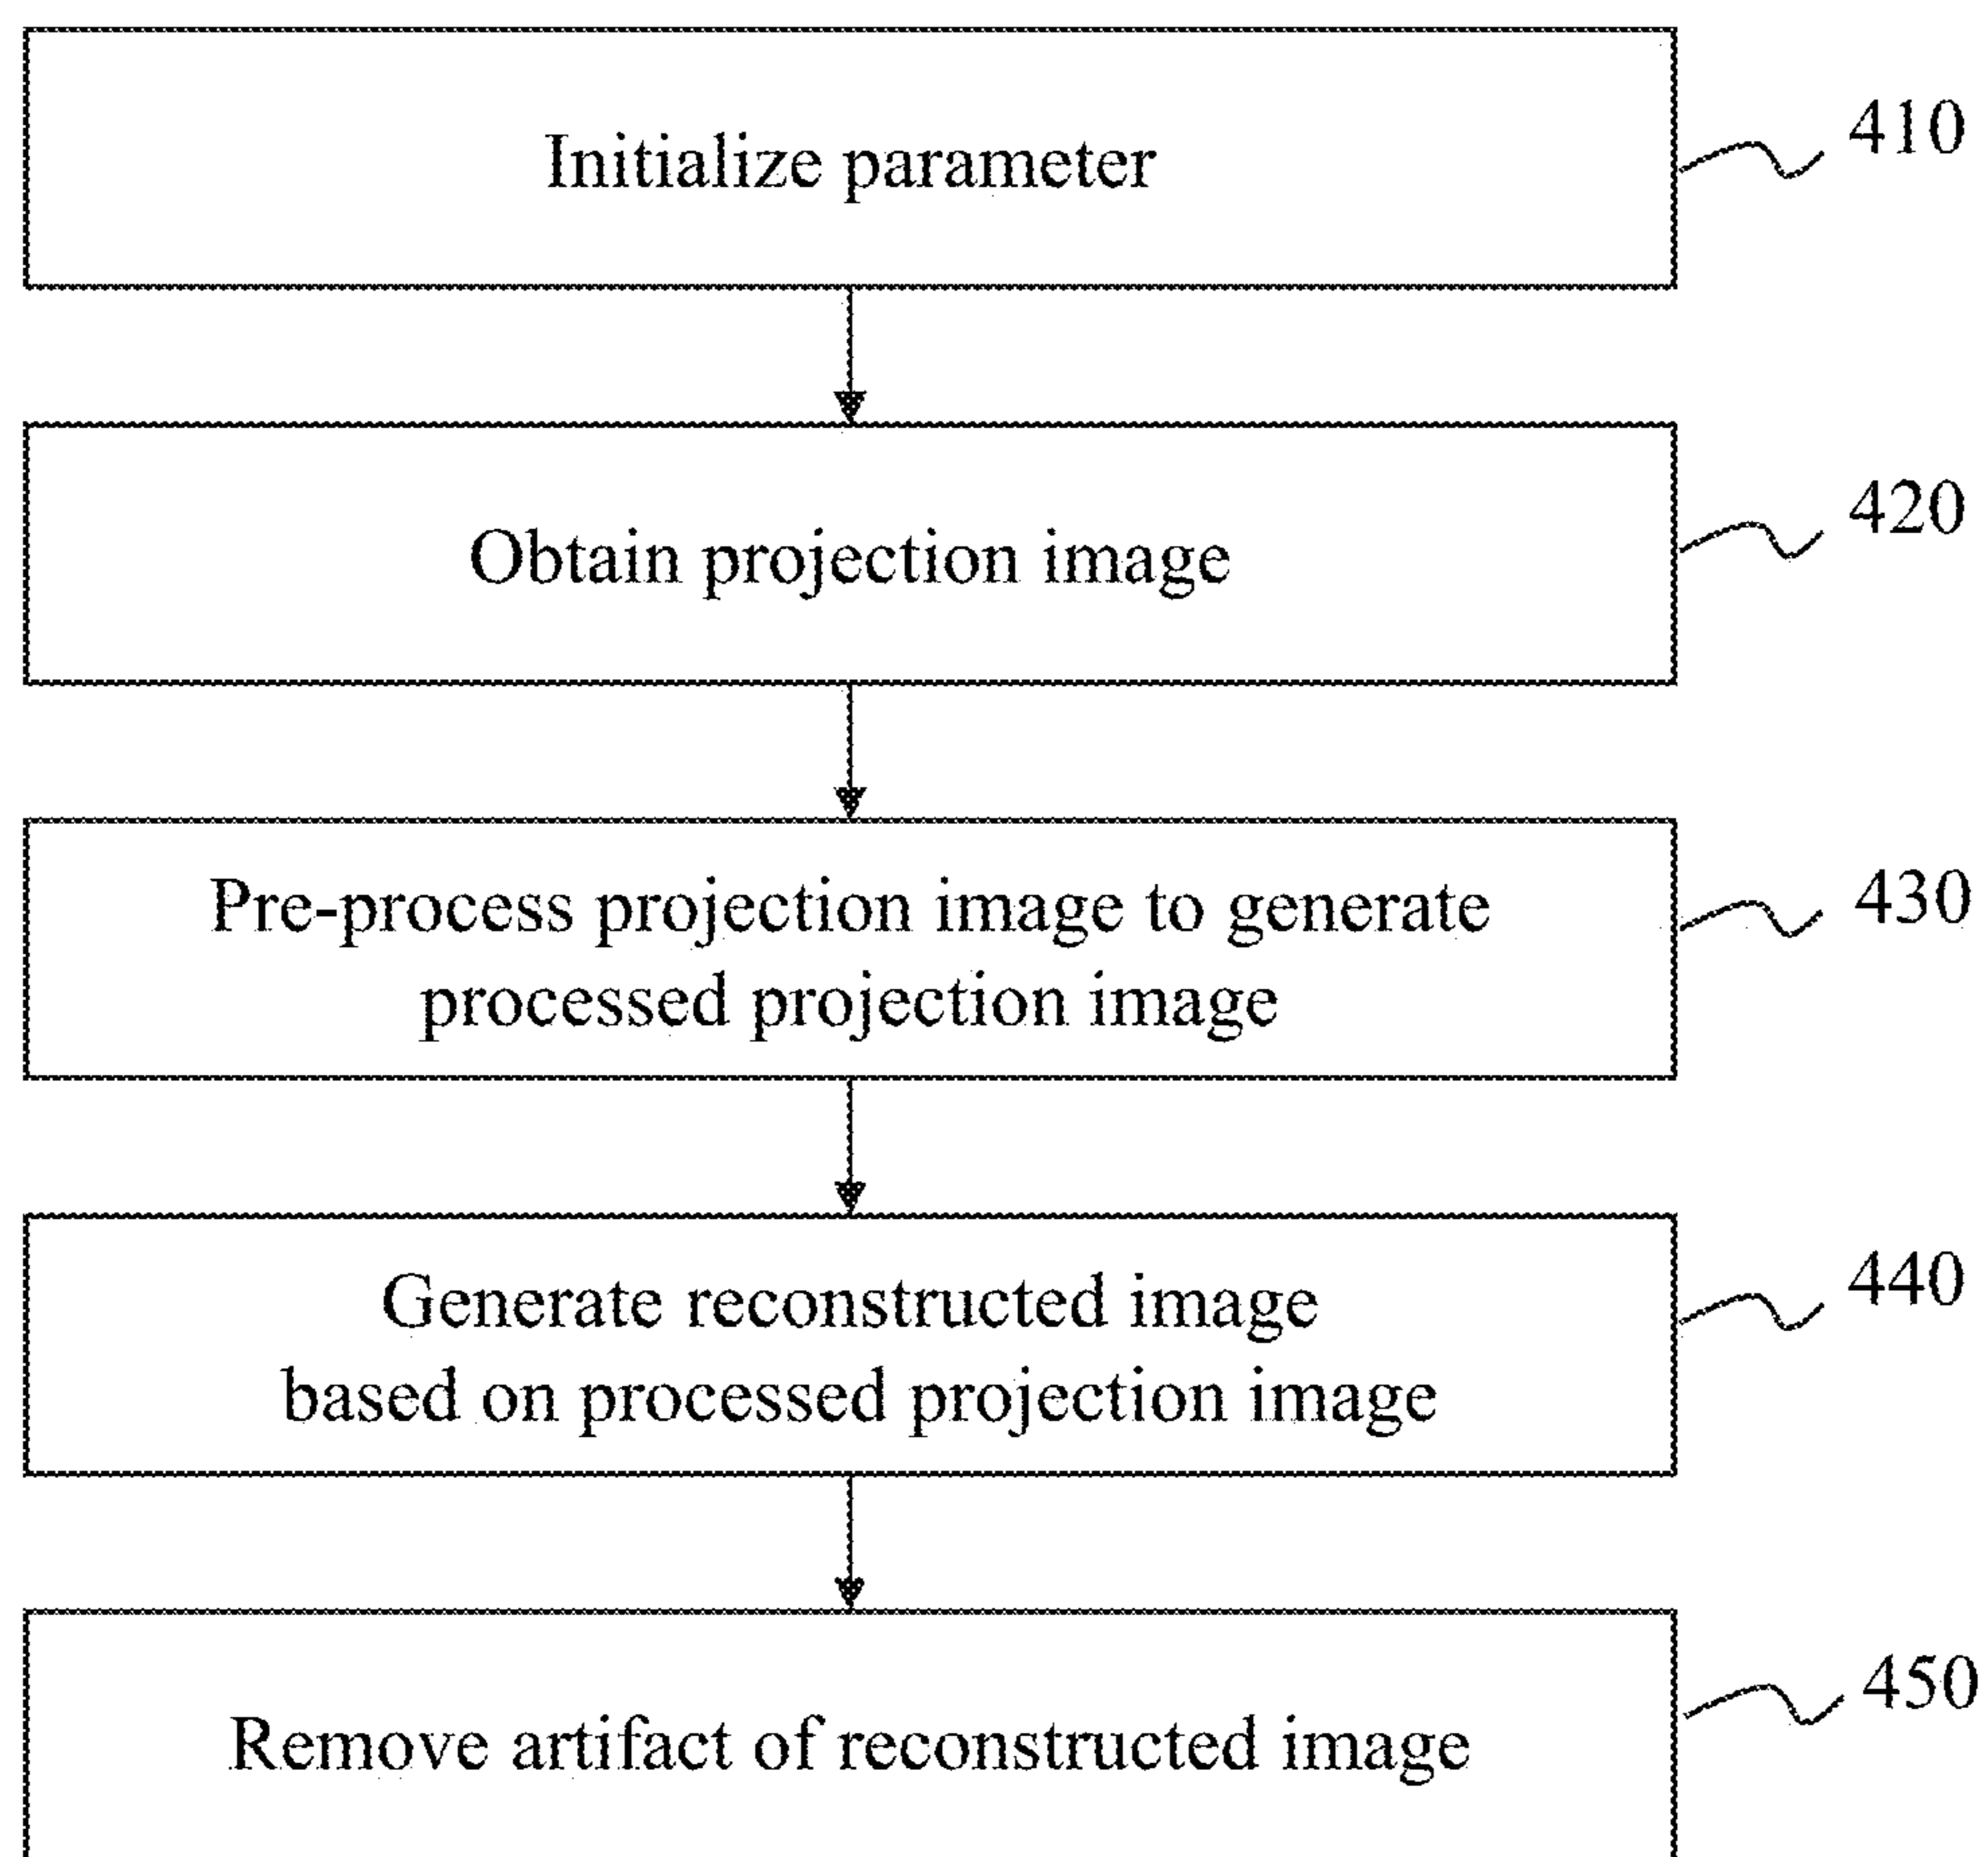 Initialize parameter
410
Obtain projection image
420
Pre-process projection image to generate
processed projection image
430
Generate reconstructed image
based on processed projection image
440
Remove artifact of reconstructed image
450